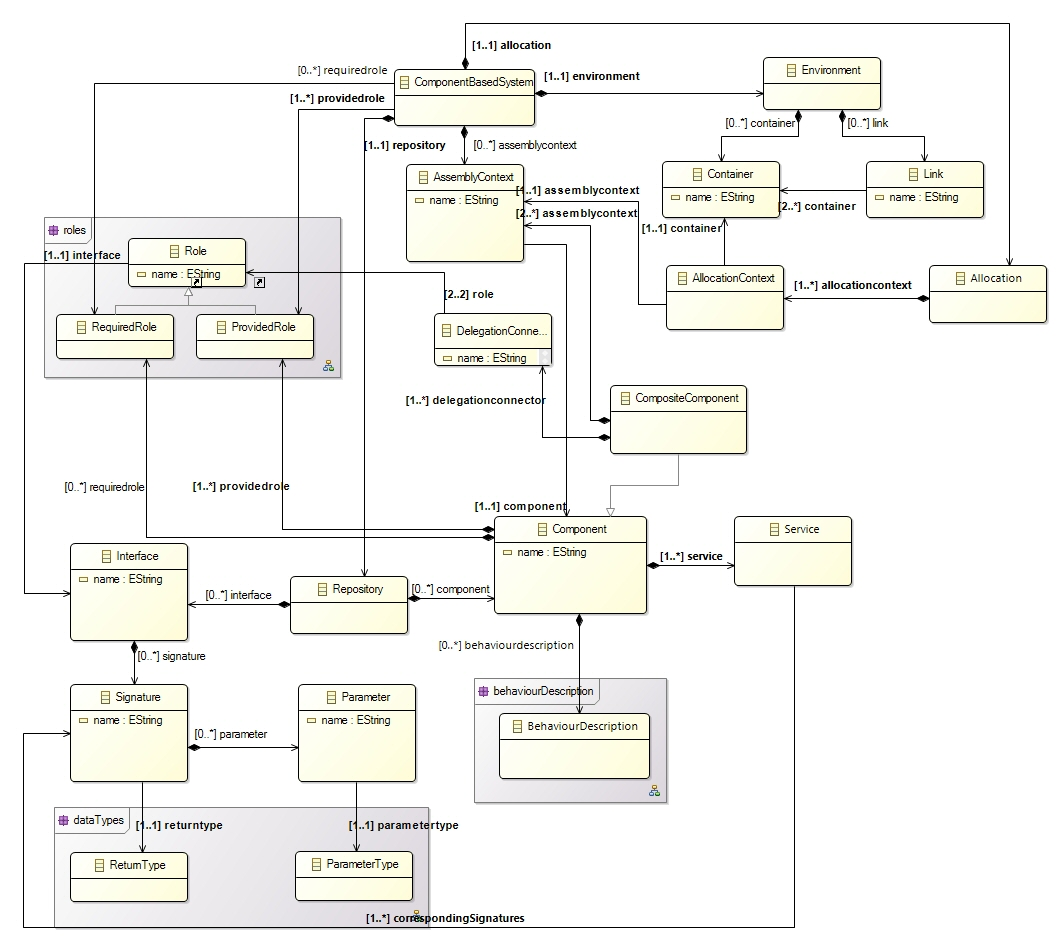 [1..1] allocation
[0..*] requiredrole
ComponentBasedSystem
[1..1] environment
Environment
[1..*] providedrole
[0..*] container
[0..*] link
[1..1] repository
[0..*] assemblycontext
AssemblyContext
name : EString
Container
name : EString
Link
name : EString
[1..1] assemblycontext
[2..*] assemblycontext
[2..*] container
[1..1] container
roles
[1..1] interface
Role
name : EString
AllocationContext
[1..*] allocationcontext
Allocation
[2..2] role
RequiredRole
ProvidedRole
DelegationConne...
name : EString
[1..*] delegationconnector
CompositeComponent
[0..*] requiredrole
[1..*] providedrole
[1..1] component
Component
name : EString
Service
[1..*] service
Interface
name : EString
[0..*] interface
Repository
[0..*] component
[0..*] signature
[0..*] behaviourdescription
Signature
name : EString
[0..*] parameter
Parameter
name : EString
behaviourDescription
BehaviourDescription
dataTypes
[1..1] returntype
[1..1] parametertype
ReturnType
ParameterType
[1..*] correspondingSignatures